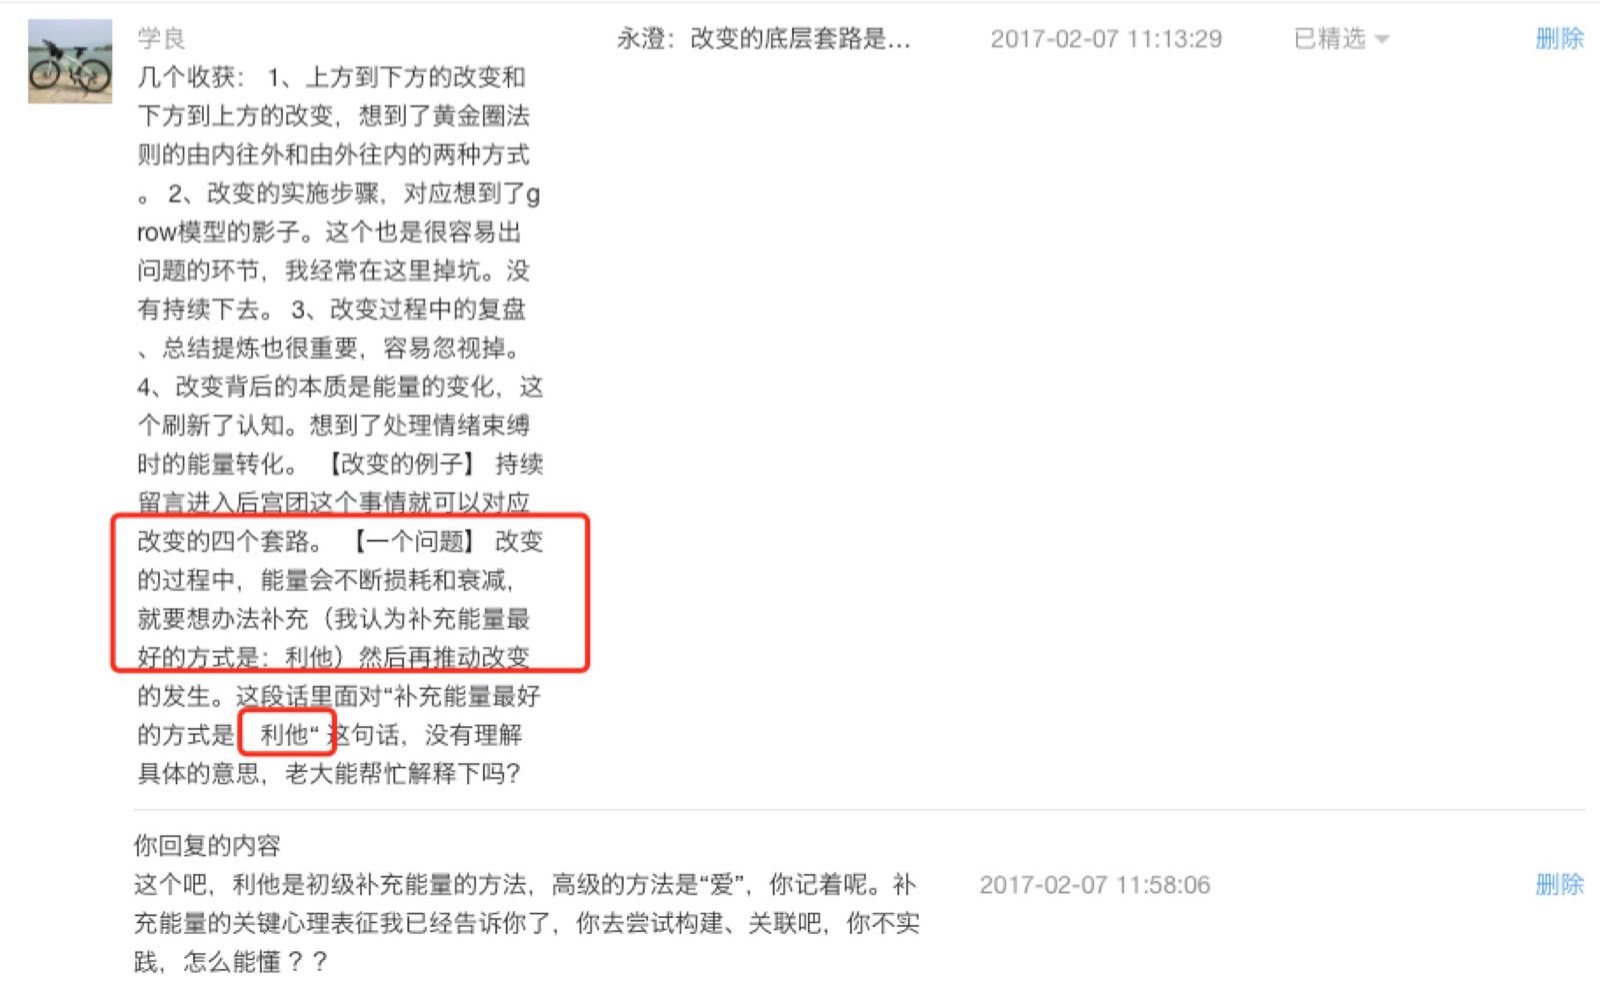 学良
永澄：改变的底层套路是...
2017-02-07 11:13:29
已精选
删除
几个收获： 1、上方到下方的改变和
下方到上方的改变，想到了黄金圈法
则的由内往外和由外往内的两种方式
。 2、改变的实施步骤，对应想到了g
row模型的影子。这个也是很容易出
问题的环节，我经常在这里掉坑。没
有持续下去。 3、改变过程中的复盘
、总结提炼也很重要，容易忽视掉。
4、改变背后的本质是能量的变化，这
个刷新了认知。想到了处理情绪束缚
时的能量转化。 【改变的例子】 持续
留言进入后宫团这个事情就可以对应
改变的四个套路。 【一个问题】 改变
的过程中，能量会不断损耗和衰减，
就要想办法补充（我认为补充能量最
好的方式是：利他）然后再推动改变
的发生。这段话里面对“补充能量最好
的方式是 利他“ 这句话，没有理解
具体的意思，老大能帮忙解释下吗？
你回复的内容
这个吧，利他是初级补充能量的方法，高级的方法是“爱”，你记着呢。补
充能量的关键心理表征我已经告诉你了，你去尝试构建、关联吧，你不实
践，怎么能懂？？
2017-02-07 11:58:06
删除